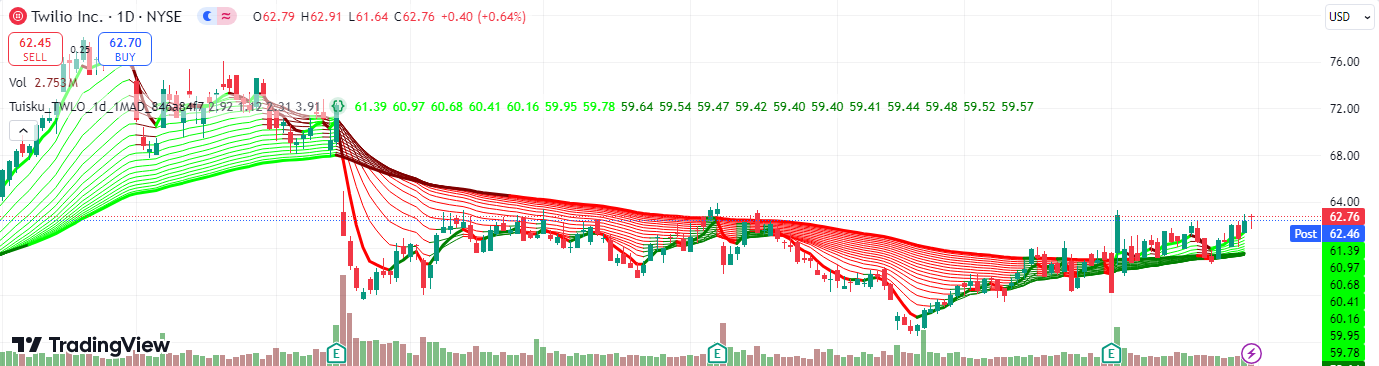 Twilio Inc. · 1D · NYSE O62.79 H62.91 L61.64 C62.76 +0.40 (+0.64%)
USD
62.45 0.25 62.70
SELL BUY
Vol 2.753M
Tuisku_TWLO_1d_1MAD_846a84f7 2.92 1.12 2.31 3.91 {} 61.39 60.97 60.68 60.41 60.16 59.95 59.78 59.64 59.54 59.47 59.42 59.40 59.40 59.41 59.44 59.48 59.52 59.57
76.00
72.00
68.00
64.00
62.76
Post 62.46
61.39
60.97
60.68
60.41
60.16
59.95
59.78
TradingView
E E E